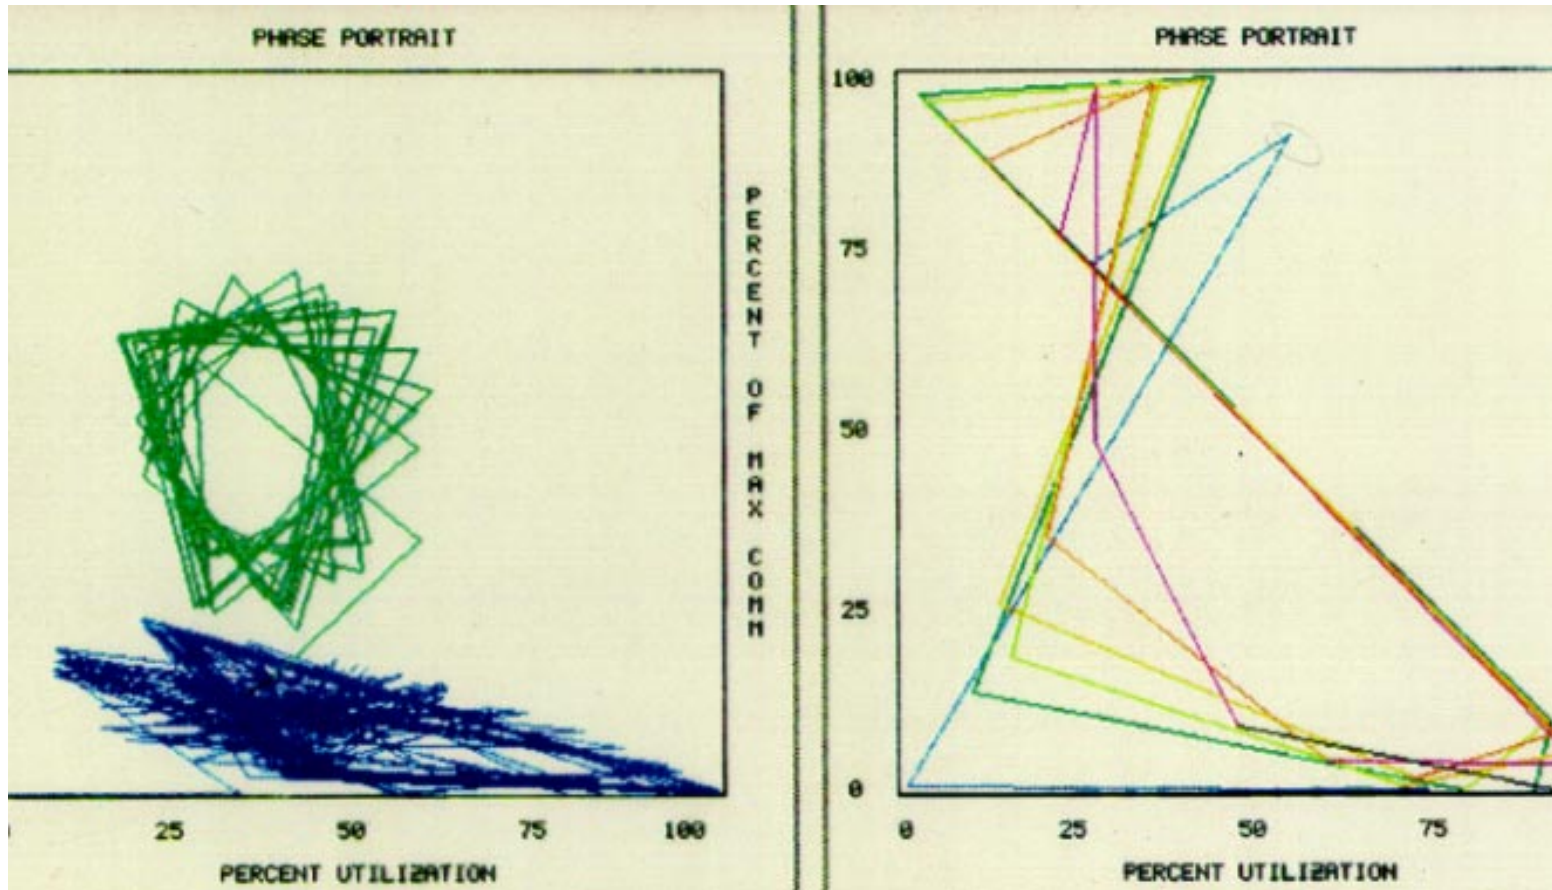 PHASE PORTRAIT
25 50 75 100
PERCENT UTILIZATION
PERCENT OF MAX COMM
PHASE PORTRAIT
100
75
50
25
0
0 25 50 75
PERCENT UTILIZATION